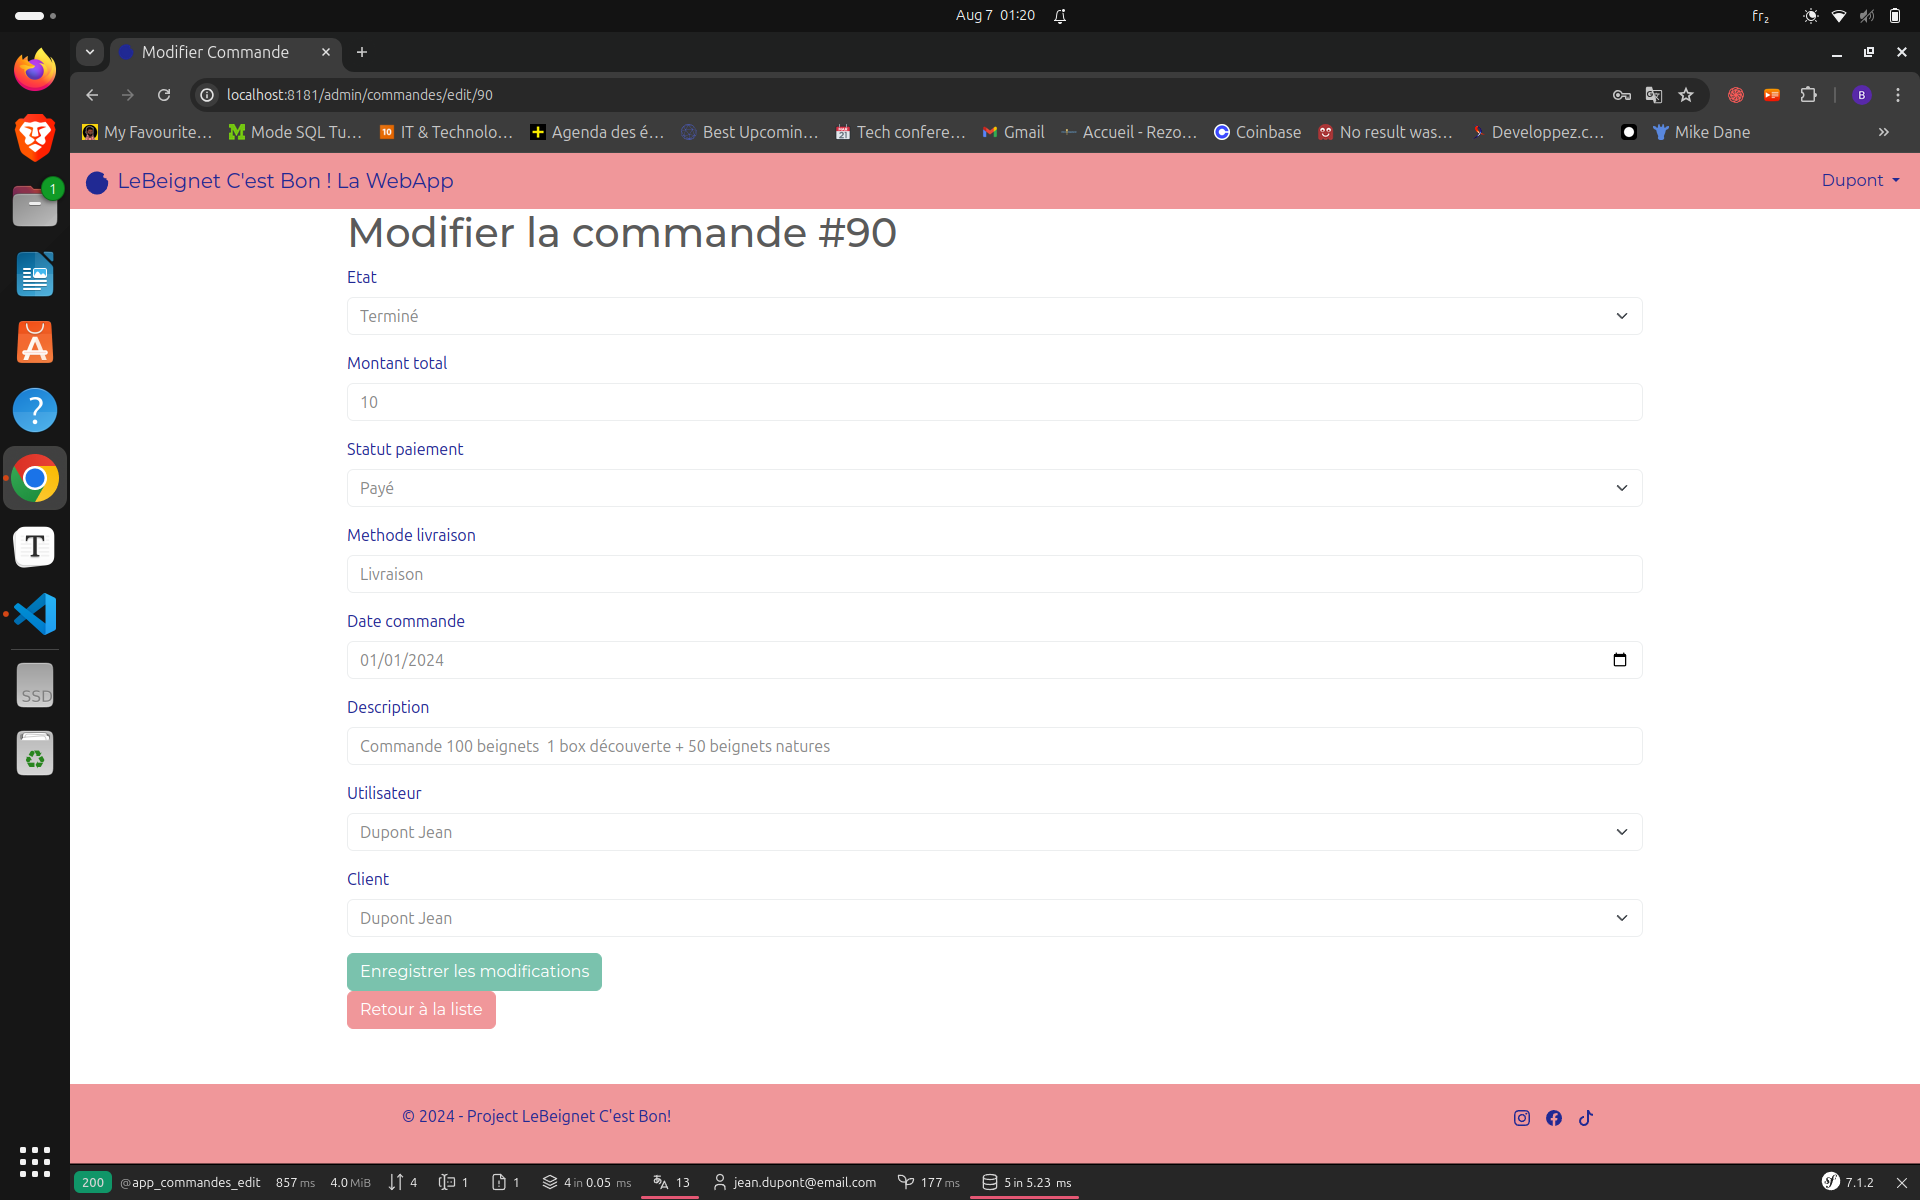 Aug 7 01:20
fr₂
1
Modifier Commande
localhost:8181/admin/commandes/edit/90
B
My Favourite...
Mode SQL Tu...
10 IT & Technolo...
Agenda des é...
Best Upcomin...
21 Tech confere...
Gmail
Accueil - Rezo...
Coinbase
No result was...
Developpez.c...
Mike Dane
»
LeBeignet C'est Bon ! La WebApp
Dupont
Modifier la commande #90
Etat
Terminé
Montant total
10
Statut paiement
Payé
Methode livraison
Livraison
Date commande
01/01/2024
Description
Commande 100 beignets  1 box découverte + 50 beignets natures
Utilisateur
Dupont Jean
Client
Dupont Jean
Enregistrer les modifications
Retour à la liste
© 2024 - Project LeBeignet C'est Bon!
SSD
T
200 @app_commandes_edit 857 ms 4.0 MiB 4 1 1 4 in 0.05 ms 13 jean.dupont@email.com 177 ms 5 in 5.23 ms sf 7.1.2